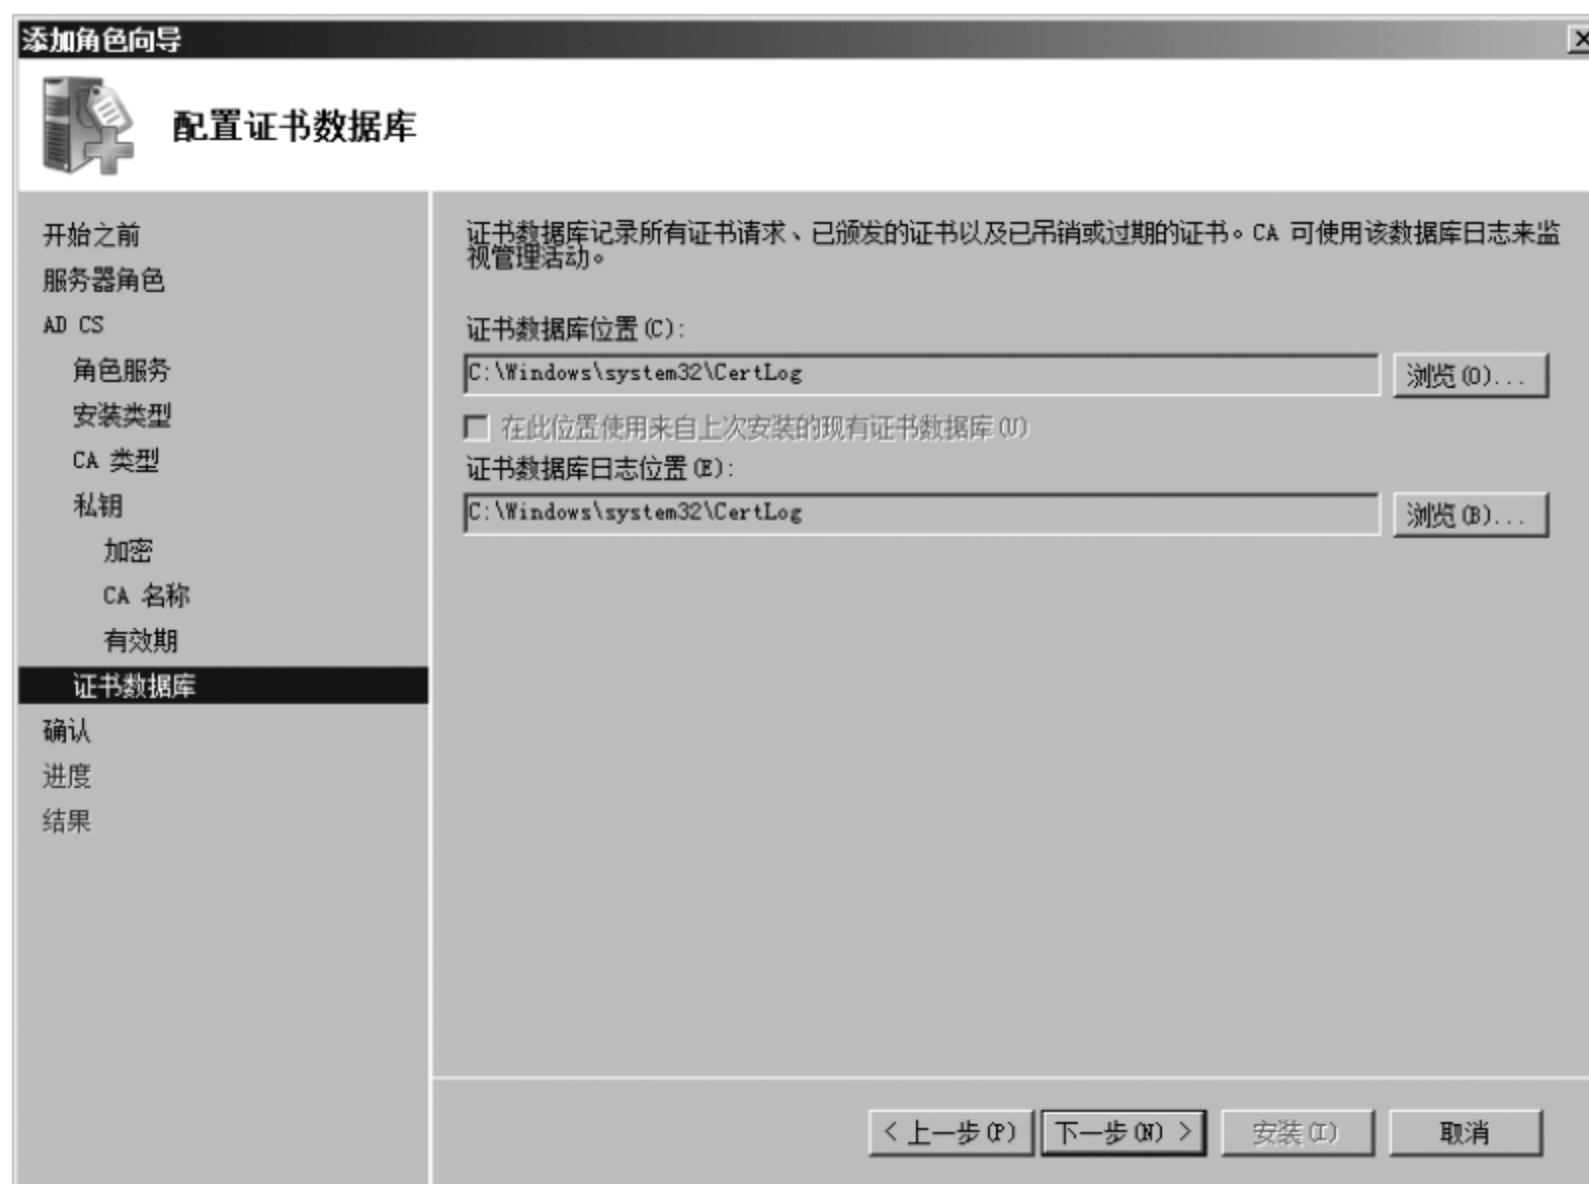 添加角色向导
配置证书数据库
开始之前
服务器角色
AD CS
角色服务
安装类型
CA 类型
私钥
加密
CA 名称
有效期
证书数据库
确认
进度
结果
证书数据库记录所有证书请求、已颁发的证书以及已吊销或过期的证书。CA 可使用该数据库日志来监
视管理活动。
证书数据库位置(C):
C:\Windows\system32\CertLog
浏览(O)...
在此位置使用来自上次安装的现有证书数据库(U)
证书数据库日志位置(E):
C:\Windows\system32\CertLog
浏览(B)...
< 上一步(P)
下一步(N) >
安装(I)
取消